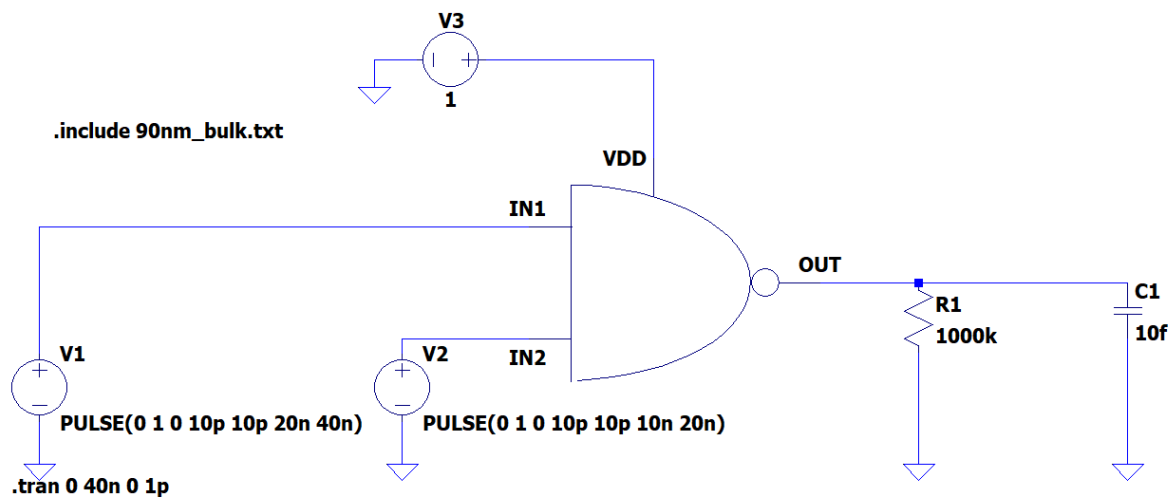 V3
1
.include 90nm_bulk.txt
VDD
IN1
OUT
C1
R1
10f
1000k
V1
V2
IN2
PULSE(0 1 0 10p 10p 20n 40n)
PULSE(0 1 0 10p 10p 10n 20n)
.tran 0 40n 0 1p